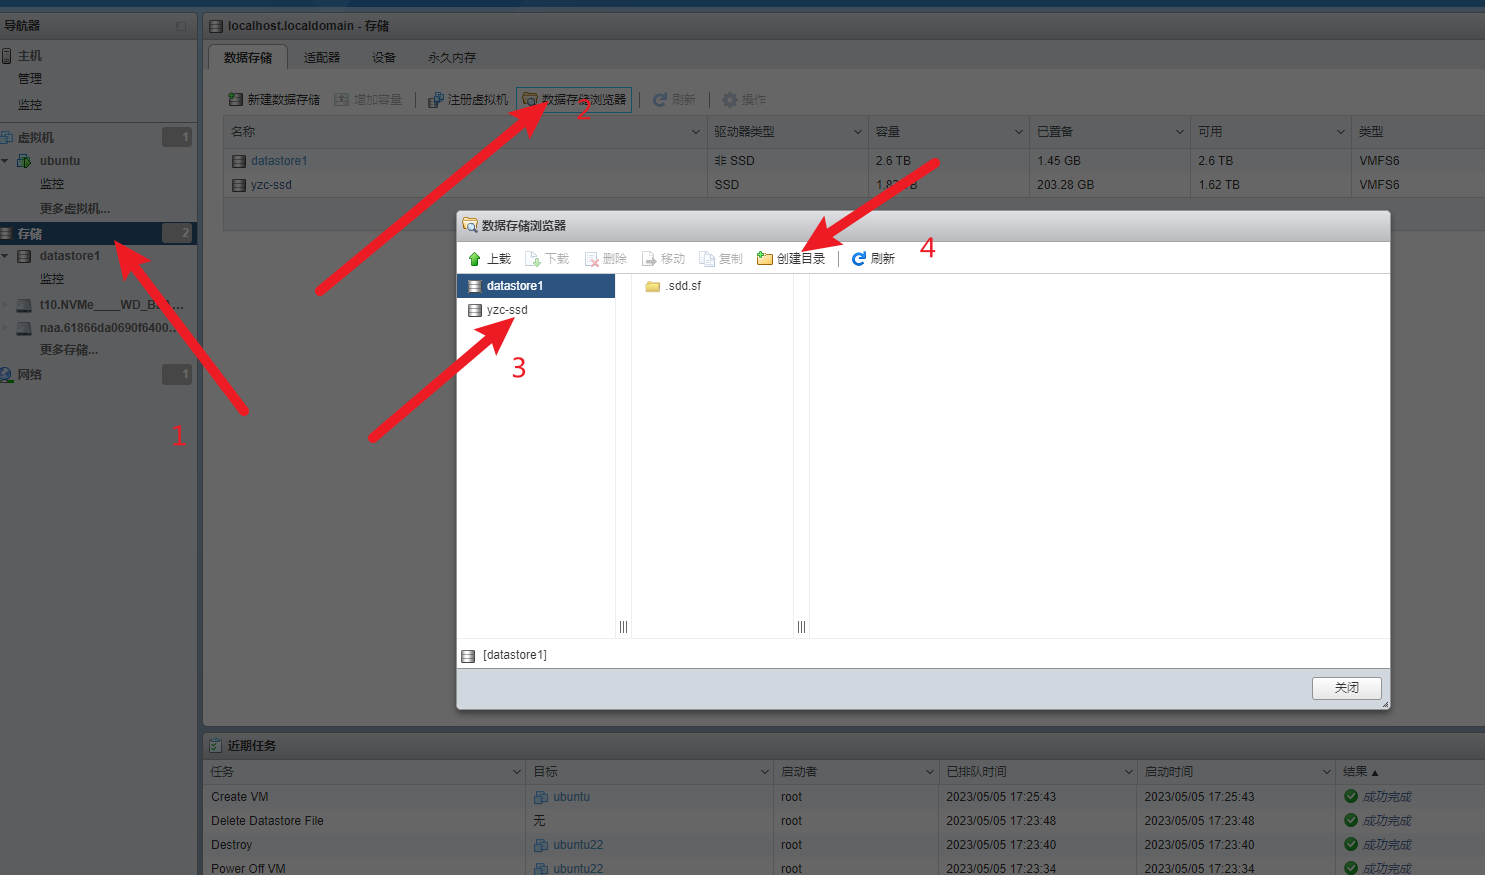 导航器
主机
管理
监控
虚拟机 1
ubuntu
监控
更多虚拟机...
存储 2
datastore1
监控
t10.NVMe____WD_B
naa.61866da0690f6400...
更多存储...
网络 1
1
localhost.localdomain - 存储
数据存储 适配器 设备 永久内存
新建数据存储 增加容量 注册虚拟机 数据存储浏览器 刷新 操作
2
名称 驱动器类型 容量 已置备 可用 类型
datastore1 非 SSD 2.6 TB 1.45 GB 2.6 TB VMFS6
yzc-ssd SSD TB 203.28 GB 1.62 TB VMFS6
数据存储浏览器
上载 下载 删除 移动 复制 创建目录 刷新
4
datastore1 .sdd.sf
yzc-ssd
3
[datastore1]
关闭
近期任务
任务 目标 启动者 已排队时间 启动时间 结果 ▲
Create VM ubuntu root 2023/05/05 17:25:43 2023/05/05 17:25:43 成功完成
Delete Datastore File 无 root 2023/05/05 17:23:48 2023/05/05 17:23:48 成功完成
Destroy ubuntu22 root 2023/05/05 17:23:40 2023/05/05 17:23:40 成功完成
Power Off VM ubuntu22 root 2023/05/05 17:23:34 2023/05/05 17:23:34 成功完成